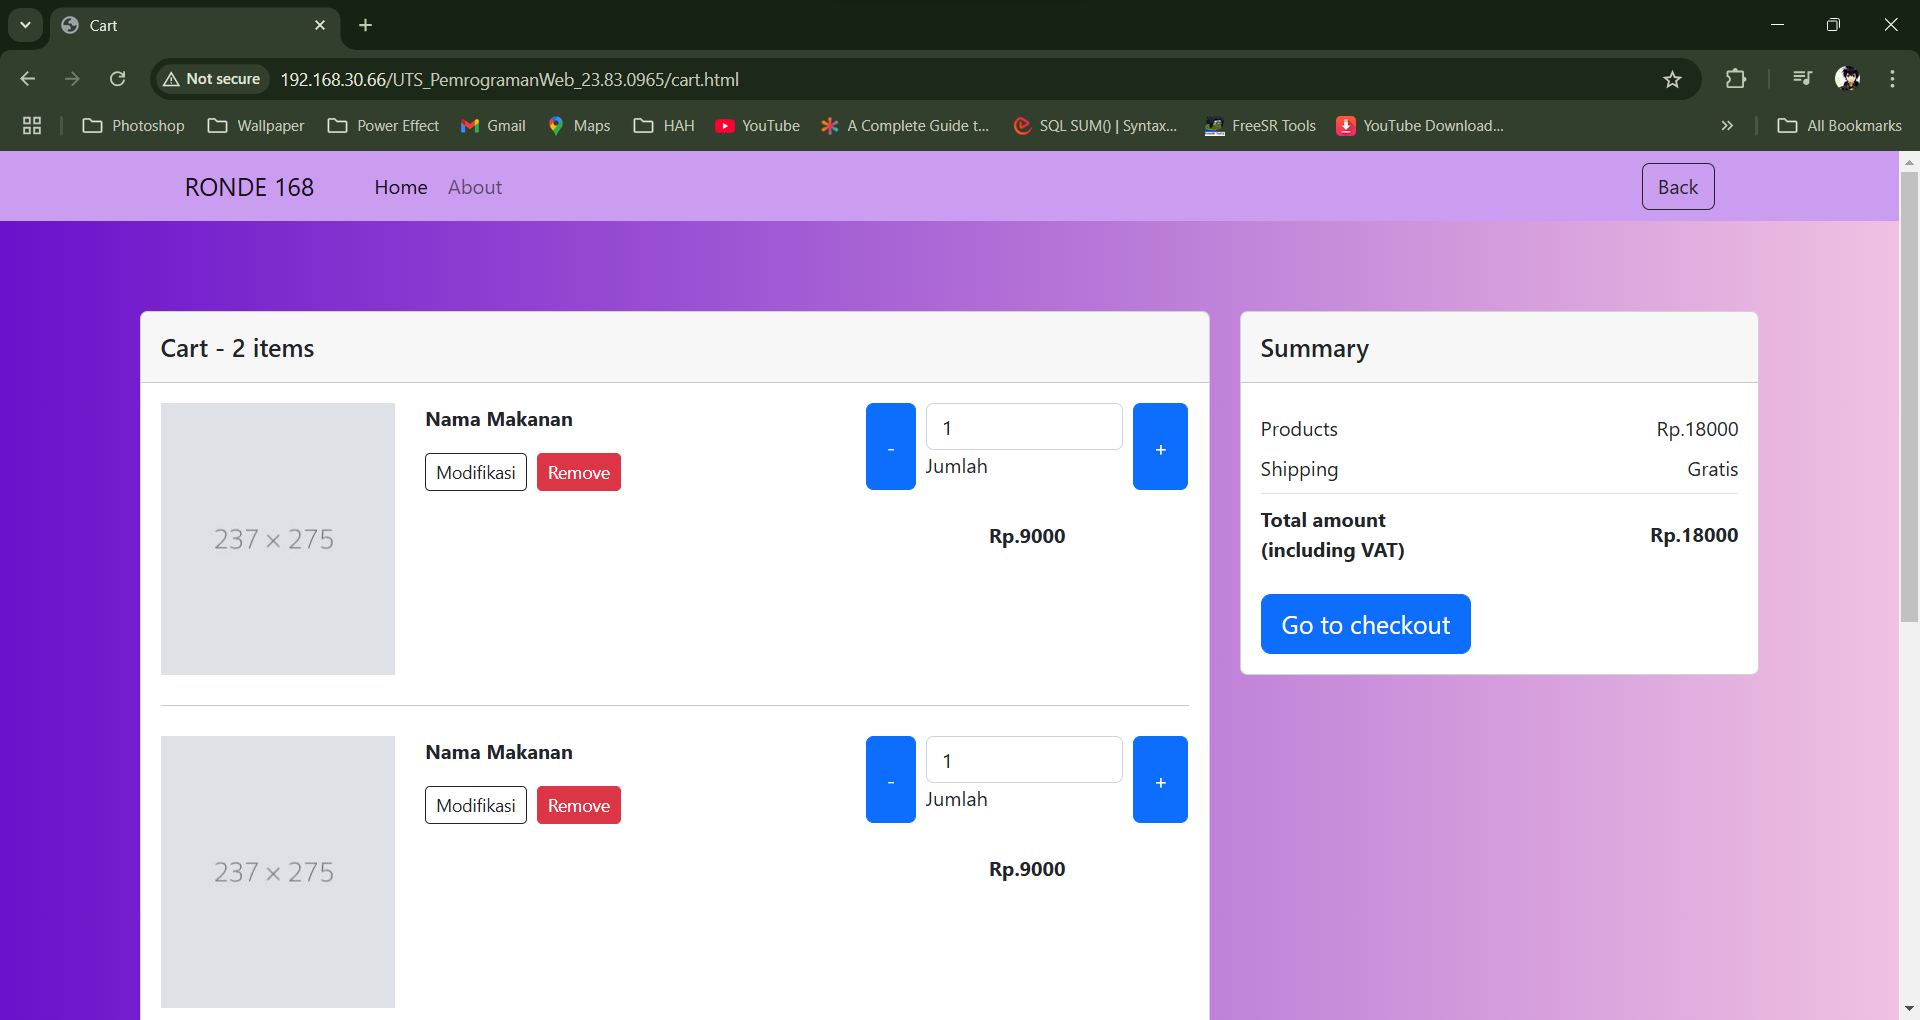 Cart
Not secure 192.168.30.66/UTS_PemrogramanWeb_23.83.0965/cart.html
Photoshop Wallpaper Power Effect Gmail Maps HAH YouTube A Complete Guide t... SQL SUM() | Syntax... FreeSR Tools YouTube Download... All Bookmarks
RONDE 168 Home About Back
Cart - 2 items
Nama Makanan
Modifikasi Remove
- 1 +
Jumlah
Rp.9000
237 × 275
Nama Makanan
Modifikasi Remove
- 1 +
Jumlah
Rp.9000
237 × 275
Summary
Products Rp.18000
Shipping Gratis
Total amount
(including VAT) Rp.18000
Go to checkout